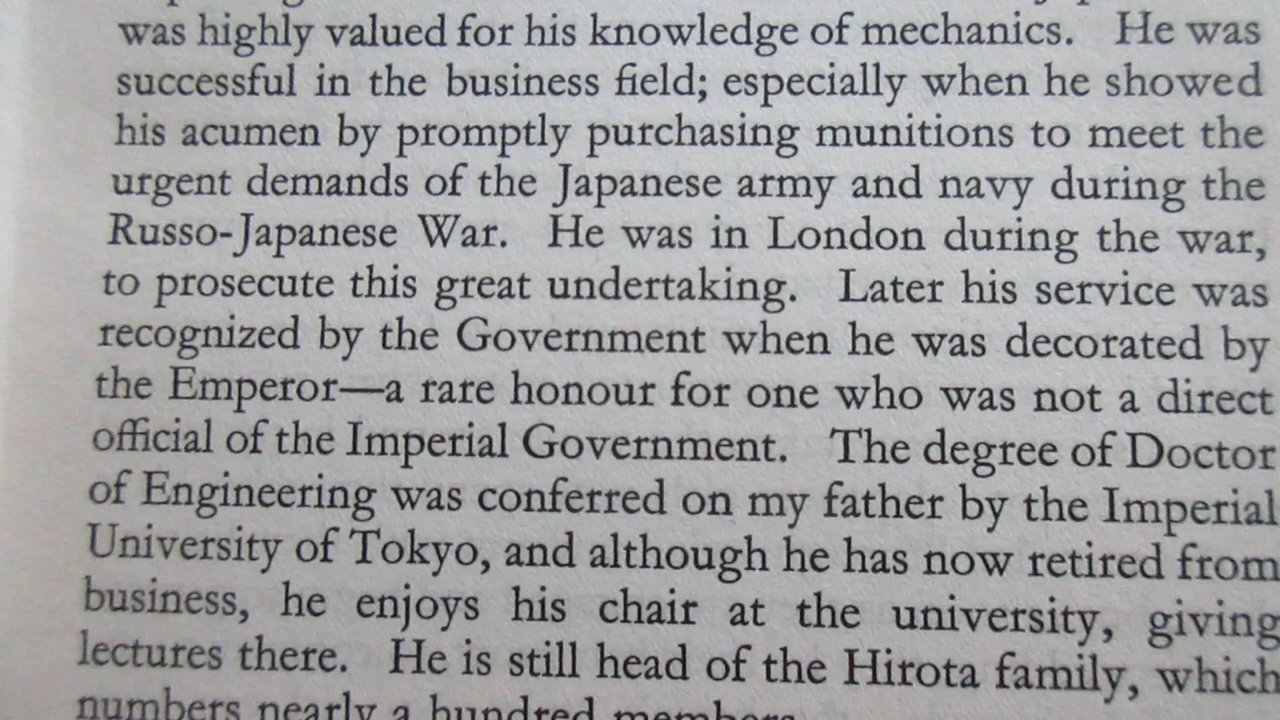 was highly valued for his knowledge of mechanics. He was
successful in the business field; especially when he showed
his acumen by promptly purchasing munitions to meet the
urgent demands of the Japanese army and navy during the
Russo-Japanese War. He was in London during the war,
to prosecute this great undertaking. Later his service was
recognized by the Government when he was decorated by
the Emperor—a rare honour for one who was not a direct
official of the Imperial Government. The degree of Doctor
of Engineering was conferred on my father by the Imperial
University of Tokyo, and although he has now retired from
business, he enjoys his chair at the university, giving
lectures there. He is still head of the Hirota family, which
numbers nearly a hundred members.